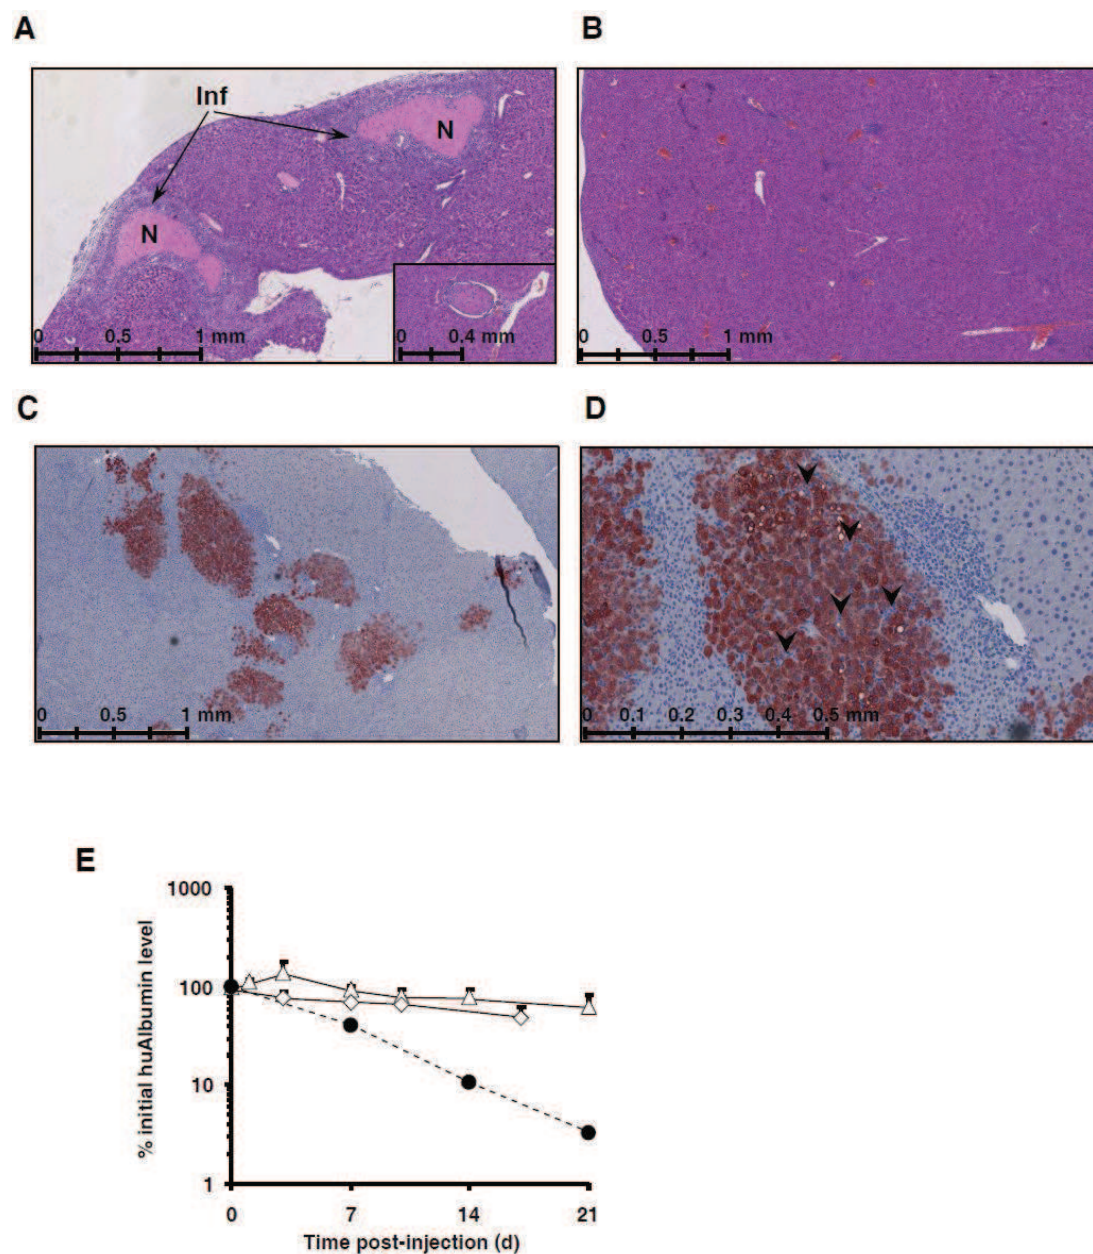 A
B
Inf
N
N
0 0.5 1 mm
0 0.4 mm
0 0.5 1 mm
C
D
0 0.5 1 mm
0 0.1 0.2 0.3 0.4 0.5 mm
E
% initial huAlbumin level
1000
100
10
1
0 7 14 21
Time post-injection (d)